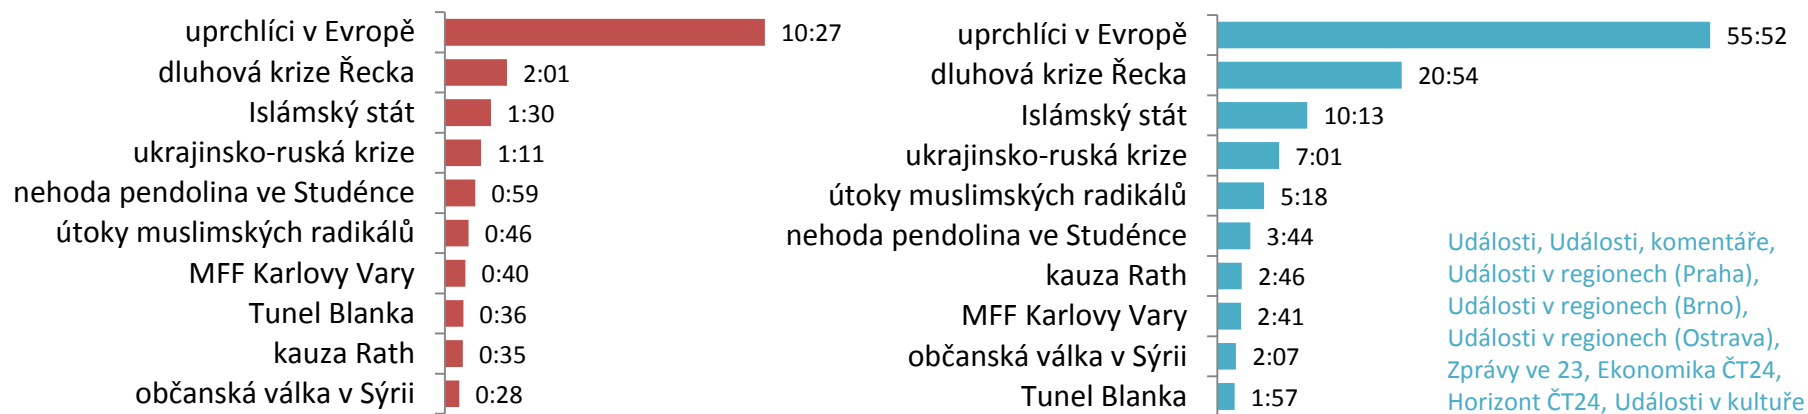 uprchlíci v Evropě 10:27
dluhová krize Řecka 2:01
Islámský stát 1:30
ukrajinsko-ruská krize 1:11
nehoda pendolina ve Studénce 0:59
útoky muslimských radikálů 0:46
MFF Karlovy Vary 0:40
Tunel Blanka 0:36
kauza Rath 0:35
občanská válka v Sýrii 0:28
uprchlíci v Evropě 55:52
dluhová krize Řecka 20:54
Islámský stát 10:13
ukrajinsko-ruská krize 7:01
útoky muslimských radikálů 5:18
nehoda pendolina ve Studénce 3:44
kauza Rath 2:46
MFF Karlovy Vary 2:41
občanská válka v Sýrii 2:07
Tunel Blanka 1:57
Události, Události, komentáře,
Události v regionech (Praha),
Události v regionech (Brno),
Události v regionech (Ostrava),
Zprávy ve 23, Ekonomika ČT24,
Horizont ČT24, Události v kultuře